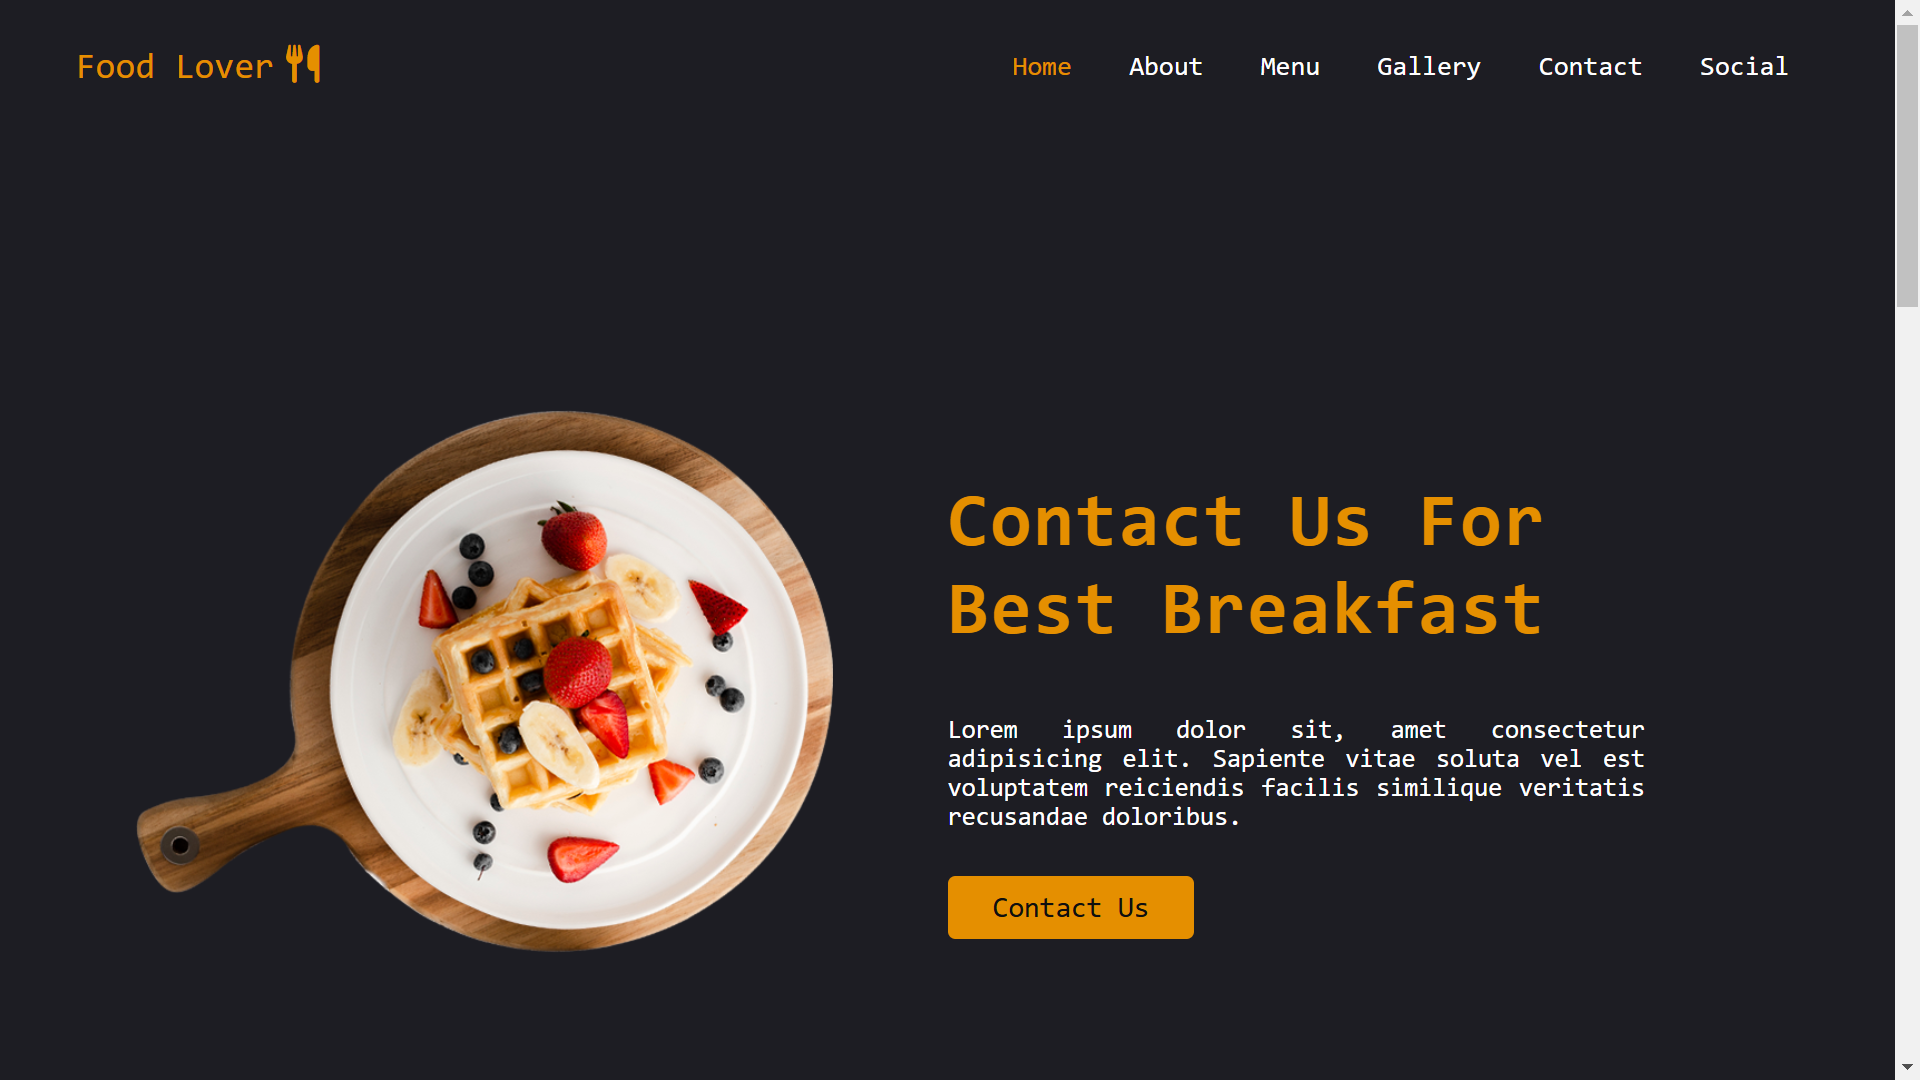 Food Lover
Home About Menu Gallery Contact Social
Contact Us For
Best Breakfast
Lorem ipsum dolor sit, amet consectetur
adipisicing elit. Sapiente vitae soluta vel est
voluptatem reiciendis facilis similique veritatis
recusandae doloribus.
Contact Us